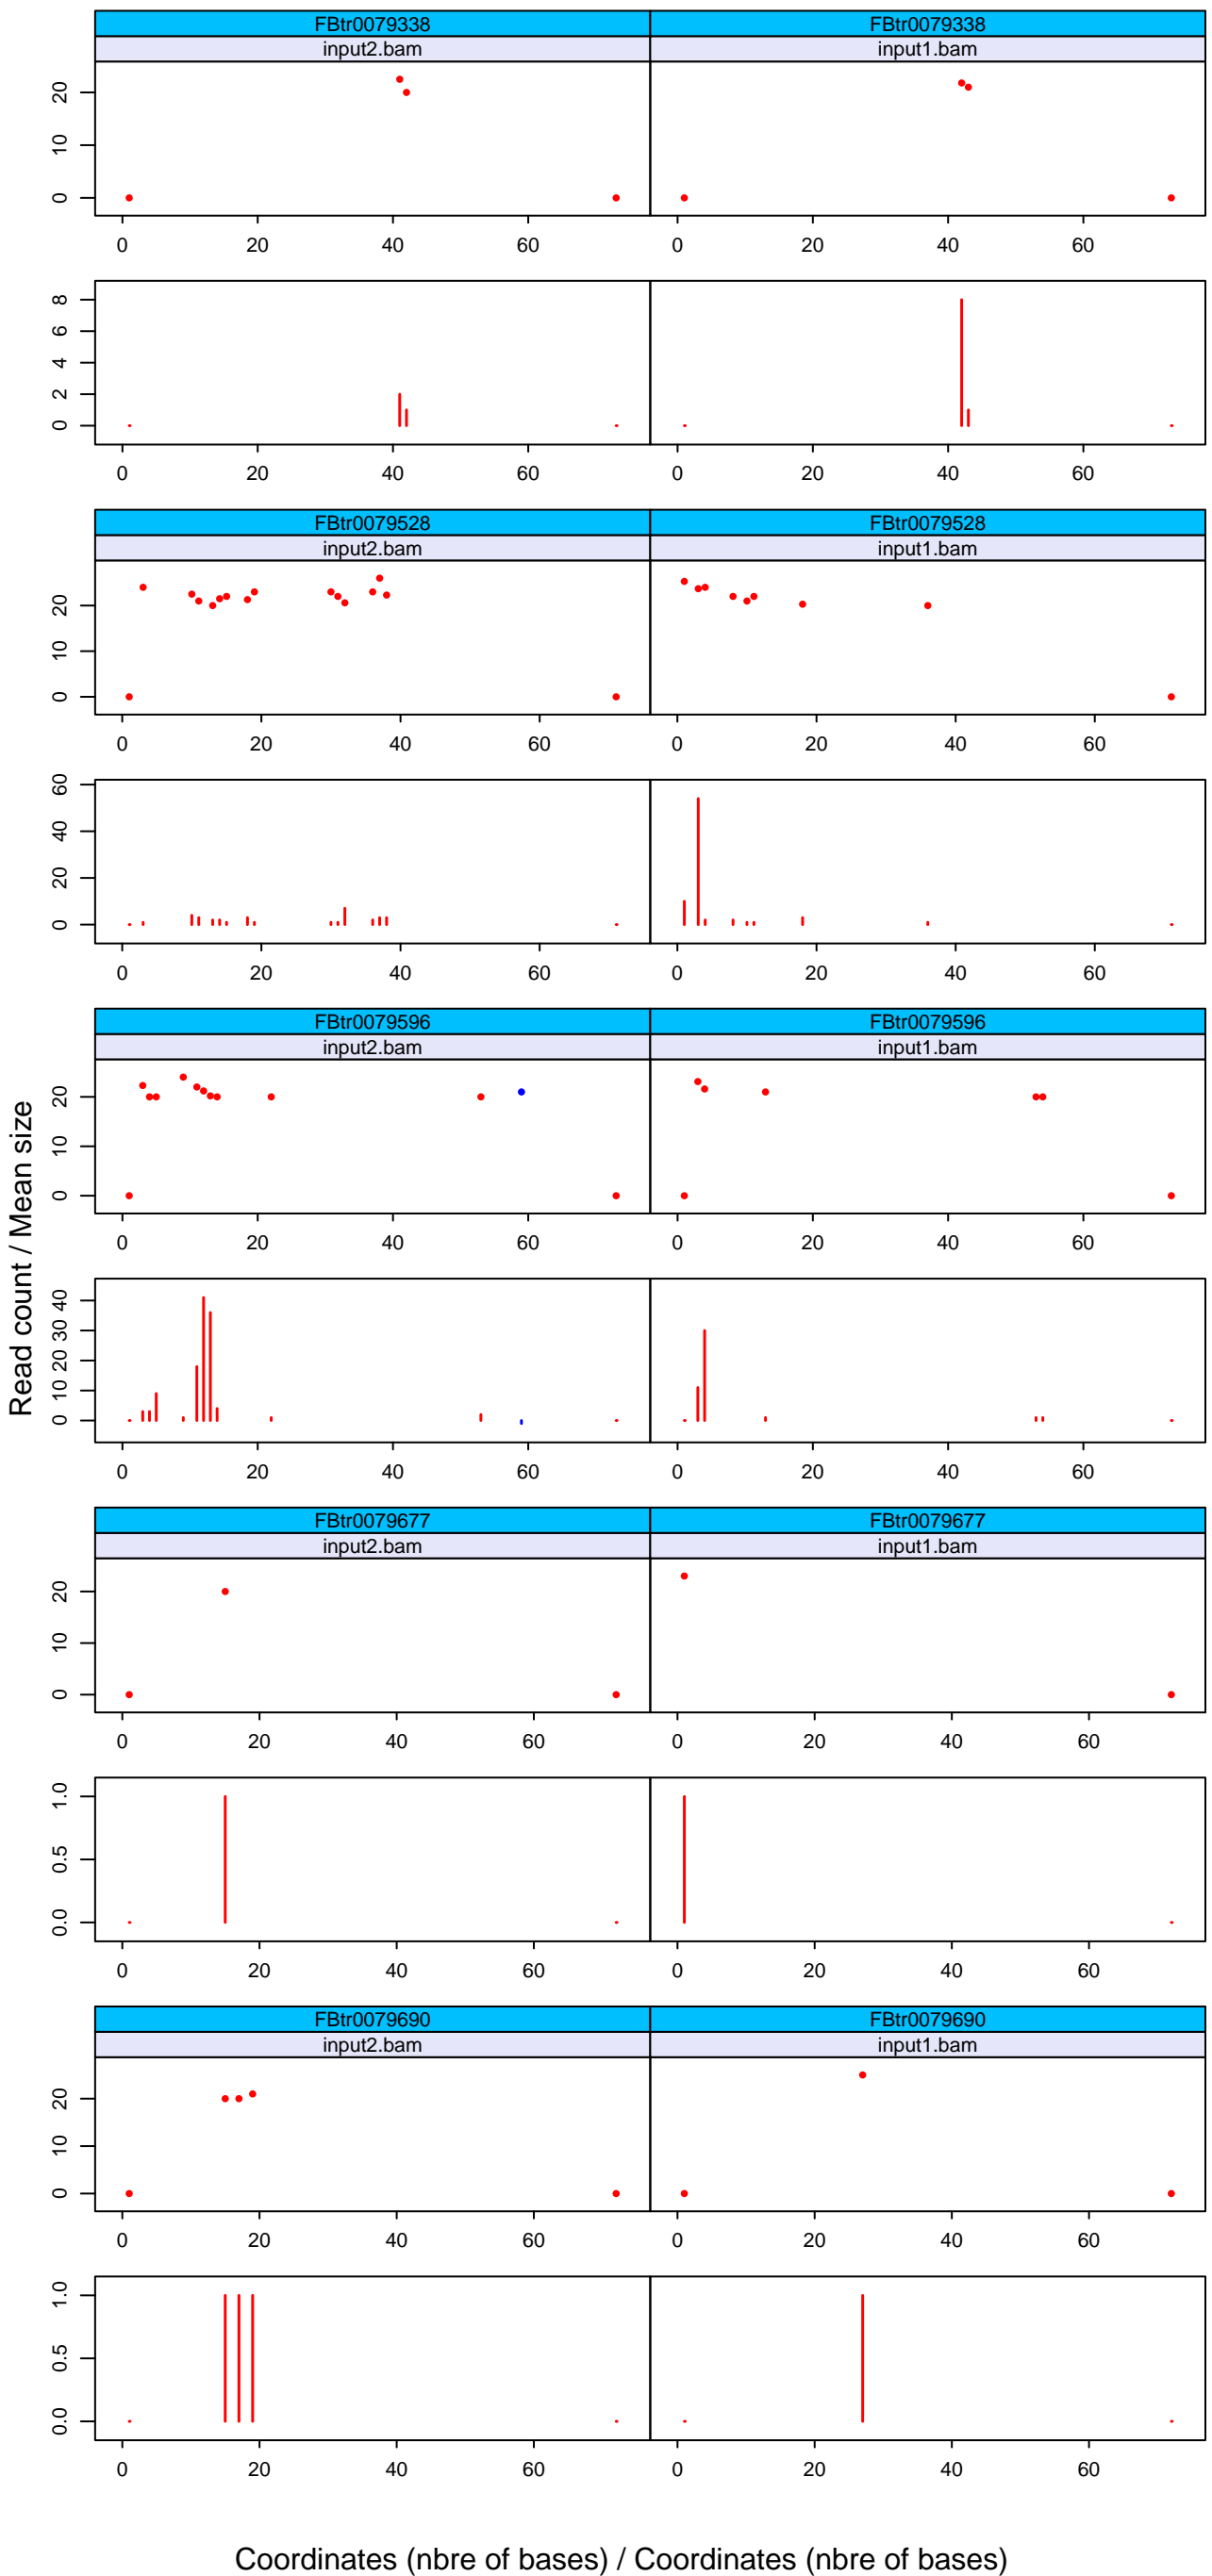 FBtr0079338 FBtr0079338
input2.bam input1.bam
20
10
0
0 20 40 60 0 20 40 60
8
6
4
2
0
0 20 40 60 0 20 40 60
FBtr0079528 FBtr0079528
input2.bam input1.bam
20
10
0
0 20 40 60 0 20 40 60
60
40
20
0
0 20 40 60 0 20 40 60
FBtr0079596 FBtr0079596
input2.bam input1.bam
20
10
0
0 20 40 60 0 20 40 60
Read count / Mean size
40
30
20
10
0
0 20 40 60 0 20 40 60
FBtr0079677 FBtr0079677
input2.bam input1.bam
20
10
0
0 20 40 60 0 20 40 60
1.0
0.5
0.0
0 20 40 60 0 20 40 60
FBtr0079690 FBtr0079690
input2.bam input1.bam
20
10
0
0 20 40 60 0 20 40 60
1.0
0.5
0.0
0 20 40 60 0 20 40 60
Coordinates (nbre of bases) / Coordinates (nbre of bases)